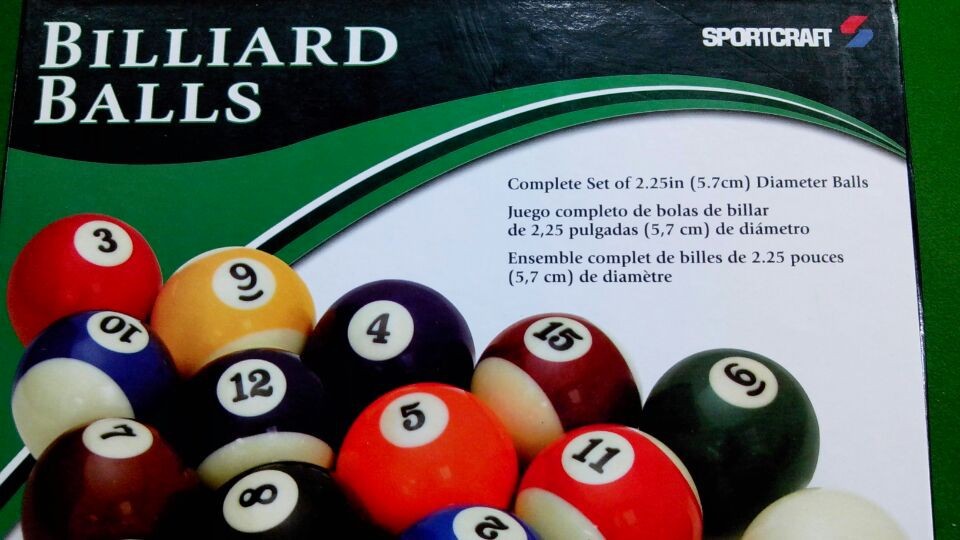 BILLIARD
BALLS
SPORTCRAFT
Complete Set of 2.25in (5.7cm) Diameter Balls
Juego completo de bolas de billar
de 2,25 pulgadas (5,7 cm) de diámetro
Ensemble complet de billes de 2.25 pouces
(5,7 cm) de diamètre
3
9
10
4
15
12
6
5
7
11
8
2